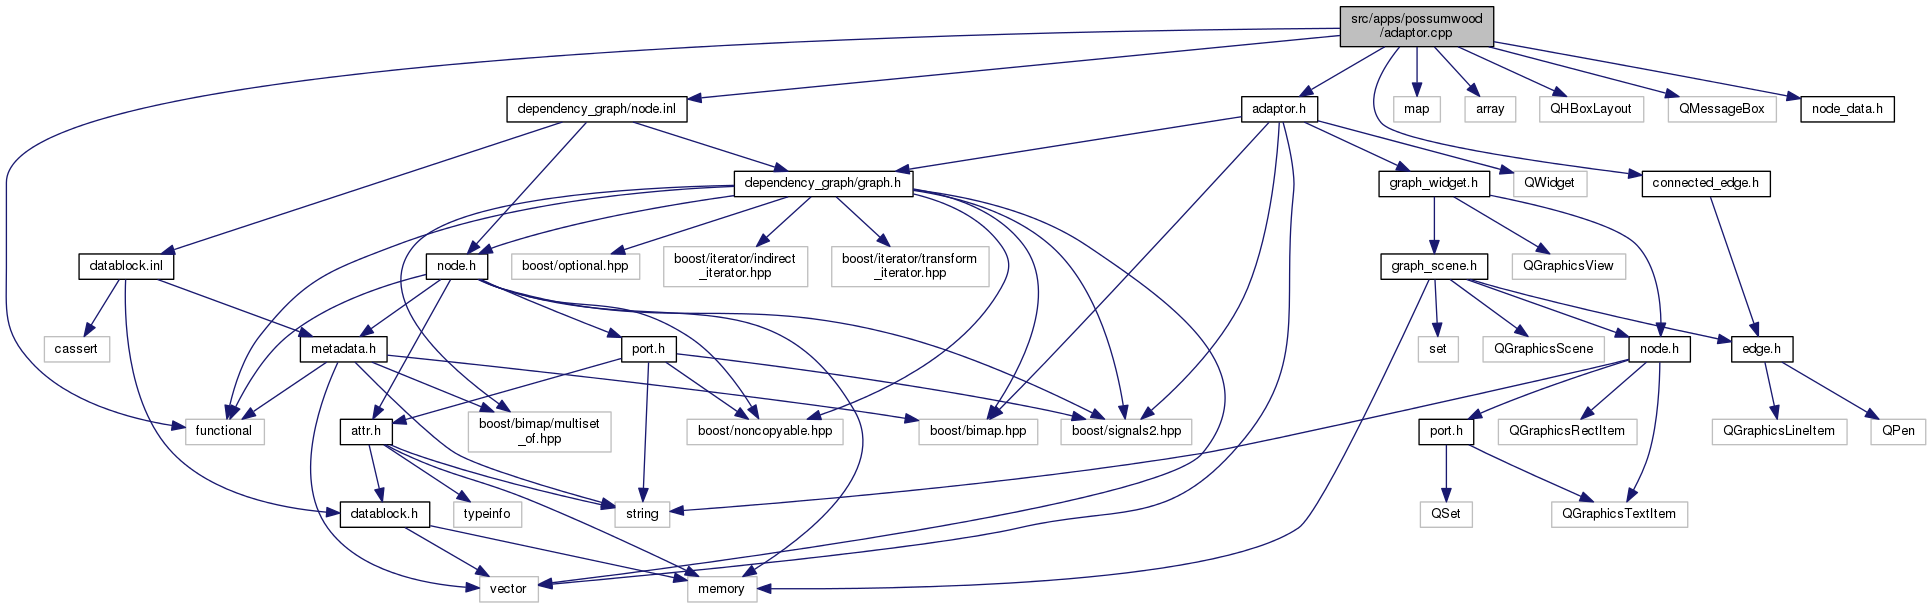 src/apps/possumwood
/adaptor.cpp
dependency_graph/node.inl
adaptor.h
map
array
QHBoxLayout
QMessageBox
node_data.h
dependency_graph/graph.h
graph_widget.h
QWidget
connected_edge.h
datablock.inl
node.h
boost/optional.hpp
boost/iterator/indirect
_iterator.hpp
boost/iterator/transform
_iterator.hpp
graph_scene.h
QGraphicsView
cassert
metadata.h
port.h
set
QGraphicsScene
node.h
edge.h
functional
attr.h
boost/bimap/multiset
_of.hpp
boost/noncopyable.hpp
boost/bimap.hpp
boost/signals2.hpp
port.h
QGraphicsRectItem
QGraphicsLineItem
QPen
datablock.h
typeinfo
string
QSet
QGraphicsTextItem
vector
memory